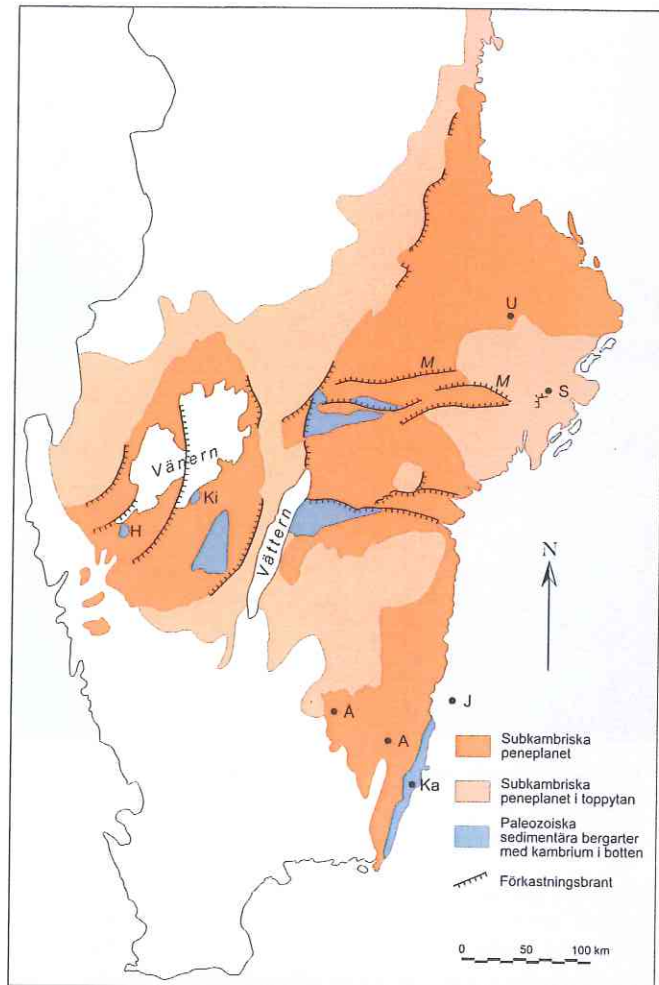 U
M
M
S
Vänern
Ki
H
Vättern
N
J
A
A
Ka
Subkambriska
peneplanet
Subkambriska
peneplanet i toppytan
Paleozoiska
sedimentära bergarter
med kambrium i botten
Förkastningsbrant
0 50 100 km